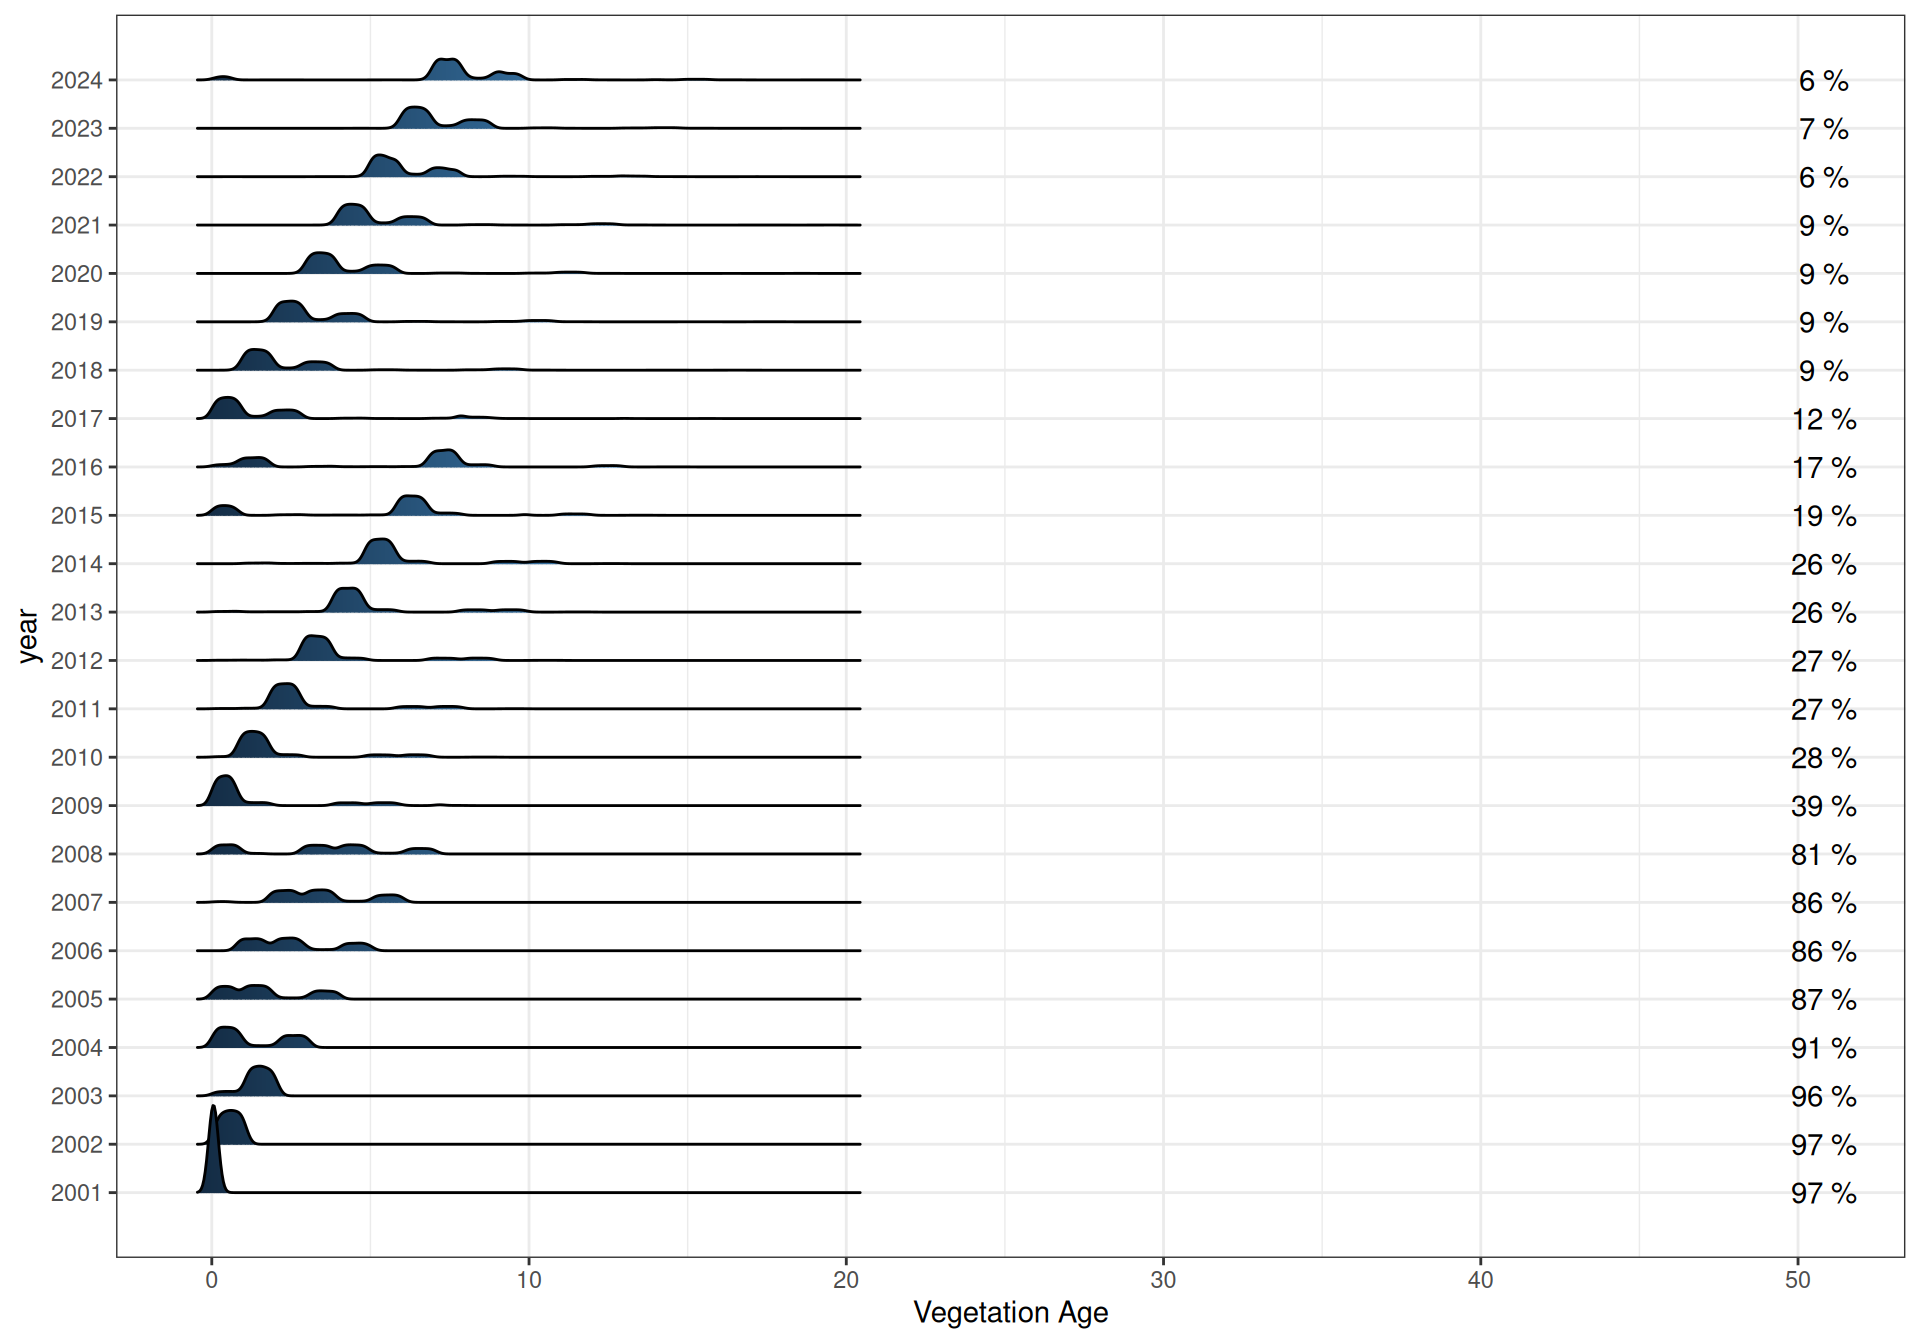 2024 6 %
2023 7 %
2022 6 %
2021 9 %
2020 9 %
2019 9 %
2018 9 %
2017 12 %
2016 17 %
2015 19 %
2014 26 %
2013 26 %
2012 27 %
2011 27 %
2010 28 %
2009 39 %
2008 81 %
2007 86 %
2006 86 %
2005 87 %
2004 91 %
2003 96 %
2002 97 %
2001 97 %
year
0 10 20 30 40 50
Vegetation Age